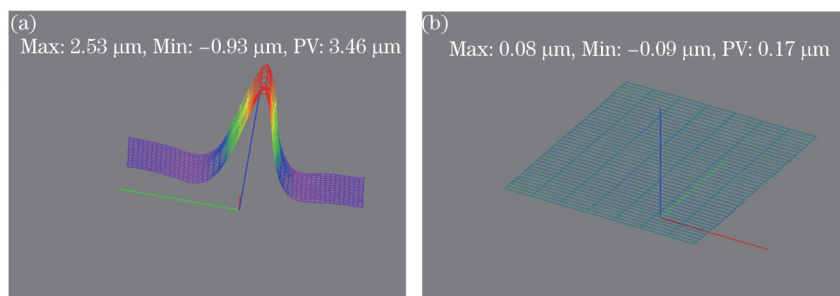 (a)
Max: 2.53 μm, Min: −0.93 μm, PV: 3.46 μm
(b)
Max: 0.08 μm, Min: −0.09 μm, PV: 0.17 μm